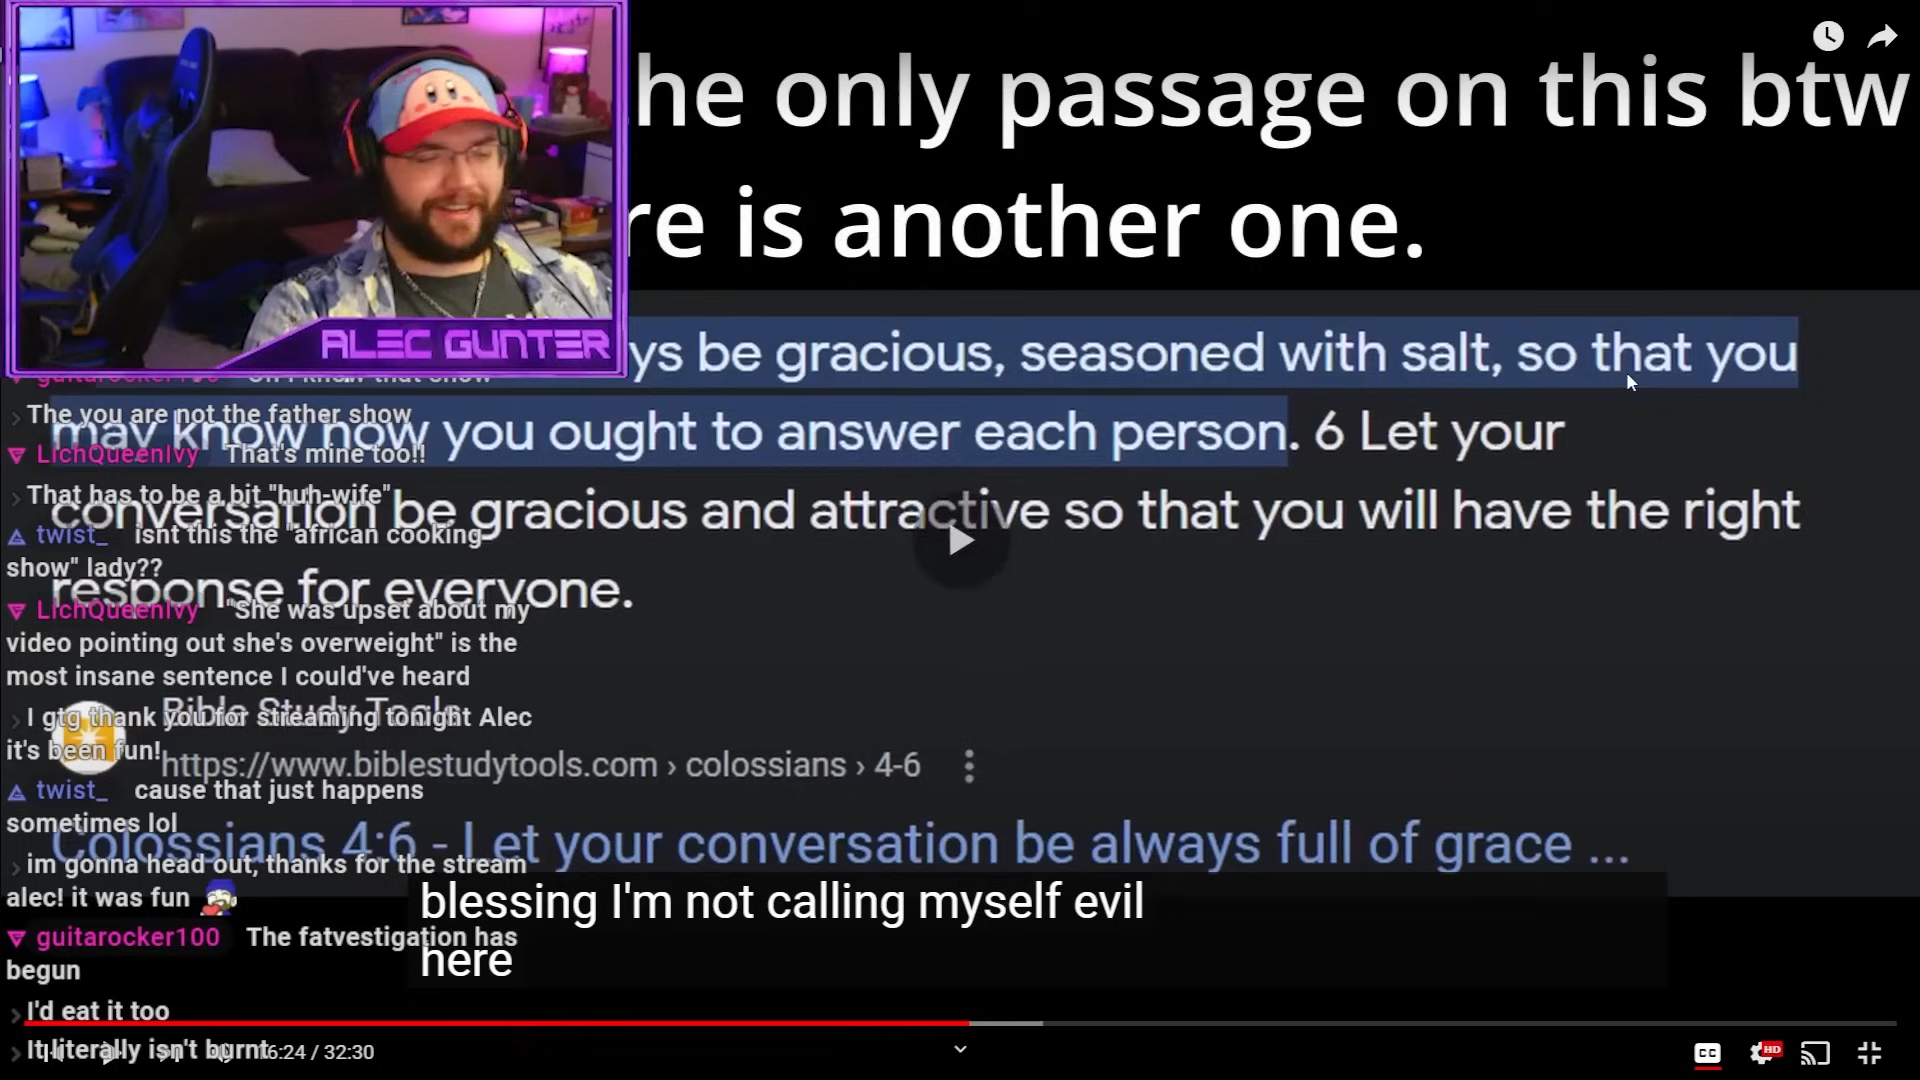 he only passage on this btw
re is another one.
ALEC GUNTER
ys be gracious, seasoned with salt, so that you
may know how you ought to answer each person. 6 Let your
conversation be gracious and attractive so that you will have the right
response for everyone.
Bible Study Tools
https://www.biblestudytools.com › colossians › 4-6
Colossians 4:6 - Let your conversation be always full of grace ...
blessing I'm not calling myself evil
here
guitarocker100 that show
The you are not the father show
LichQueenIvy That's mine too!!
That has to be a bit "huh-wife"
twist_ isnt this the "african cooking
show" lady??
LichQueenIvy "She was upset about my
video pointing out she's overweight" is the
most insane sentence I could've heard
I gtg thank you for streaming tonight Alec
it's been fun!
twist_ cause that just happens
sometimes lol
im gonna head out, thanks for the stream
alec! it was fun
guitarocker100 The fatvestigation has
begun
I'd eat it too
It literally isn't burnt
16:24 / 32:30
CC
HD